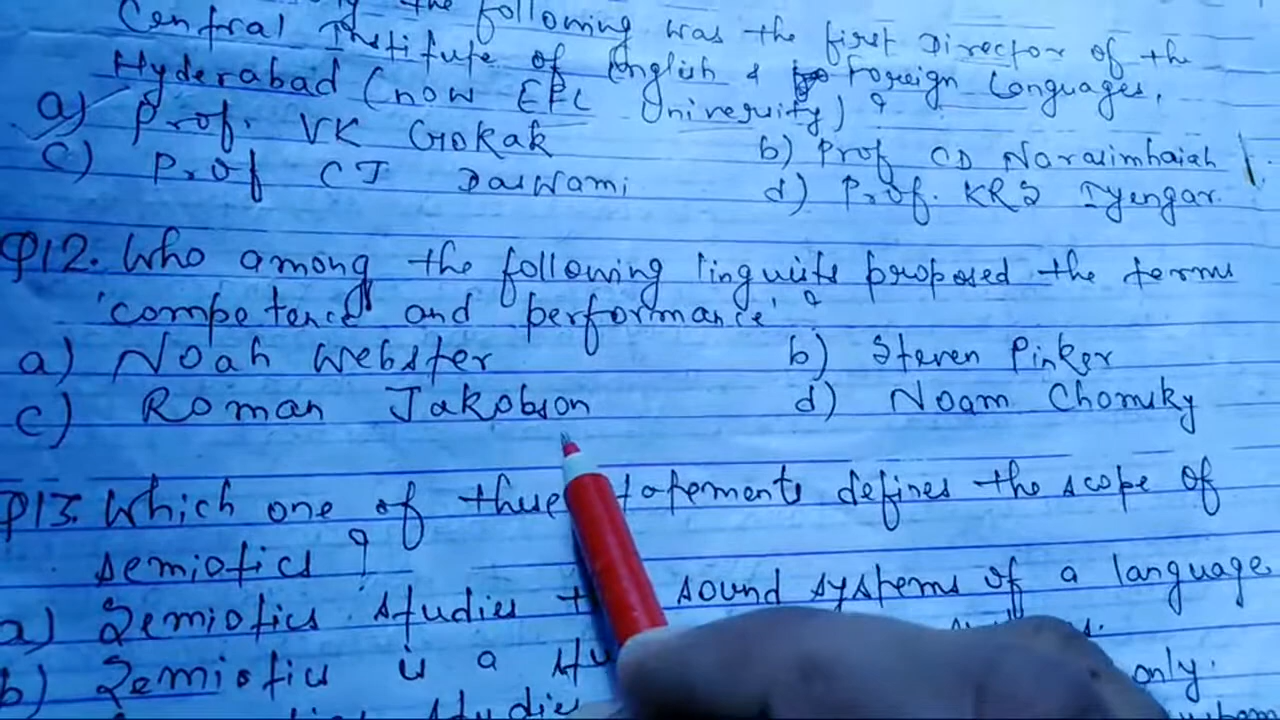 the following was the first Director of the
Central Institute of English & Foreign Languages,
Hyderabad (now EFL University) ?
a) Prof. VK Gokak
b) Prof CD Narasimhaiah
c) Prof CJ Daswami
d) Prof. KRS Iyengar
Q12. Who among the following linguists proposed the terms
'competence and performance' ?
a) Noah Webster
b) Steven Pinker
c) Roman Jakobson
d) Noam Chomsky
Q13. Which one of these statements defines the scope of
semiotics ?
a) Semiotics studies sound systems of a language
b) Semiotics is a only.
studies